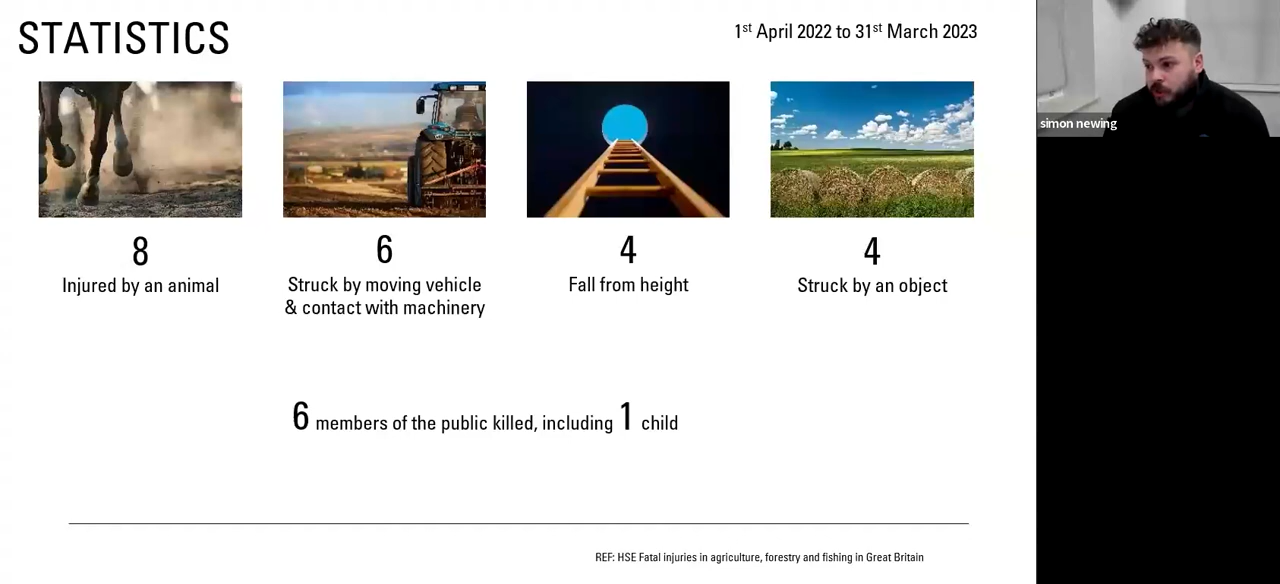 STATISTICS
1st April 2022 to 31st March 2023
simon newing
8
Injured by an animal
6
Struck by moving vehicle
& contact with machinery
4
Fall from height
4
Struck by an object
6 members of the public killed, including 1 child
REF: HSE Fatal injuries in agriculture, forestry and fishing in Great Britain